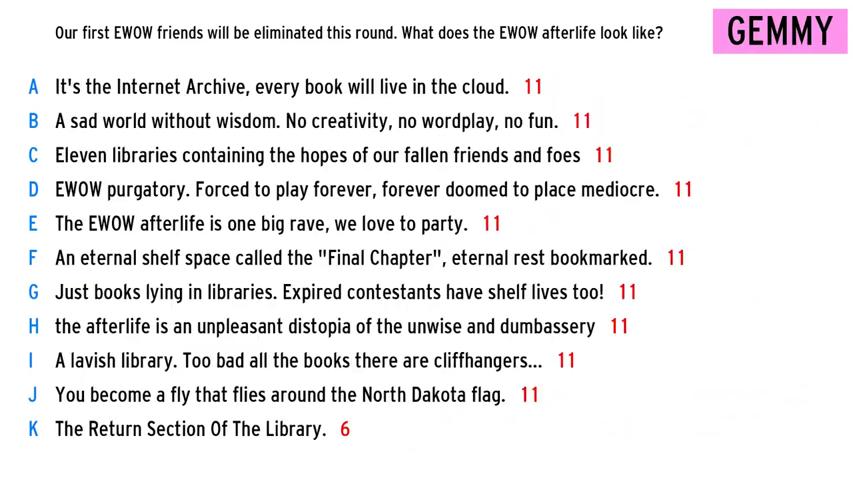 Our first EWOW friends will be eliminated this round. What does the EWOW afterlife look like?
GEMMY
A It's the Internet Archive, every book will live in the cloud. 11
B A sad world without wisdom. No creativity, no wordplay, no fun. 11
C Eleven libraries containing the hopes of our fallen friends and foes 11
D EWOW purgatory. Forced to play forever, forever doomed to place mediocre. 11
E The EWOW afterlife is one big rave, we love to party. 11
F An eternal shelf space called the "Final Chapter", eternal rest bookmarked. 11
G Just books lying in libraries. Expired contestants have shelf lives too! 11
H the afterlife is an unpleasant distopia of the unwise and dumbassery 11
I A lavish library. Too bad all the books there are cliffhangers... 11
J You become a fly that flies around the North Dakota flag. 11
K The Return Section Of The Library. 6